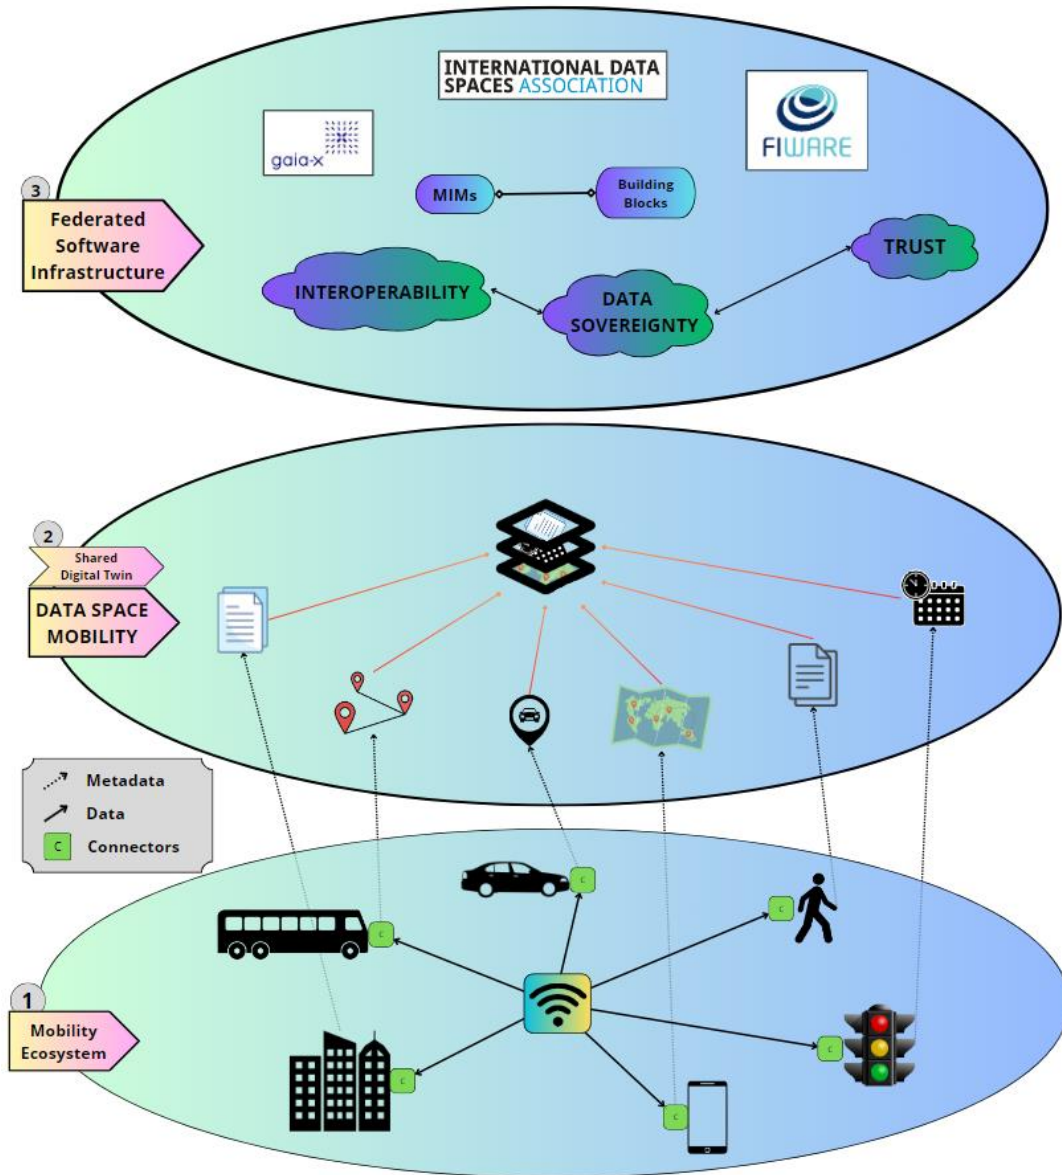 INTERNATIONAL DATA
SPACES ASSOCIATION
gaia-x
FIWARE
3
Federated
Software
Infrastructure
MIMs
Building
Blocks
INTEROPERABILITY
DATA
SOVEREIGNTY
TRUST
2
Shared
Digital Twin
DATA SPACE
MOBILITY
Metadata
Data
C
Connectors
C
C
C
1
Mobility
Ecosystem
C
C
C